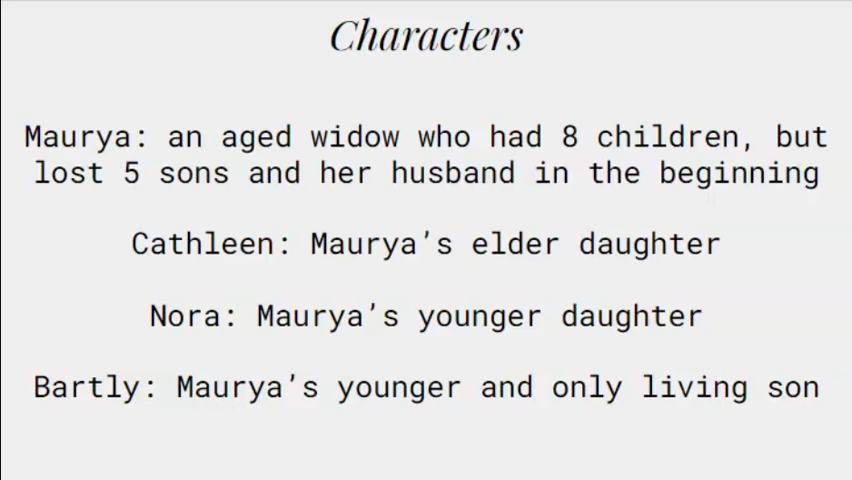 Characters
Maurya: an aged widow who had 8 children, but
lost 5 sons and her husband in the beginning
Cathleen: Maurya’s elder daughter
Nora: Maurya’s younger daughter
Bartly: Maurya’s younger and only living son